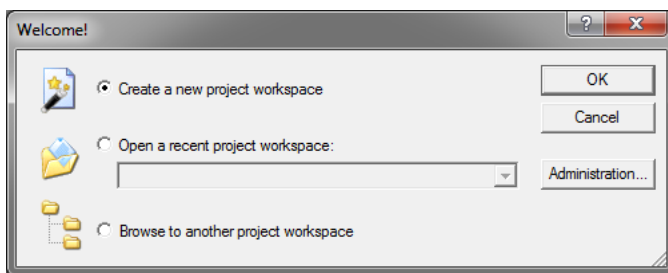 Welcome!
Create a new project workspace
OK
Cancel
Open a recent project workspace:
Administration...
Browse to another project workspace